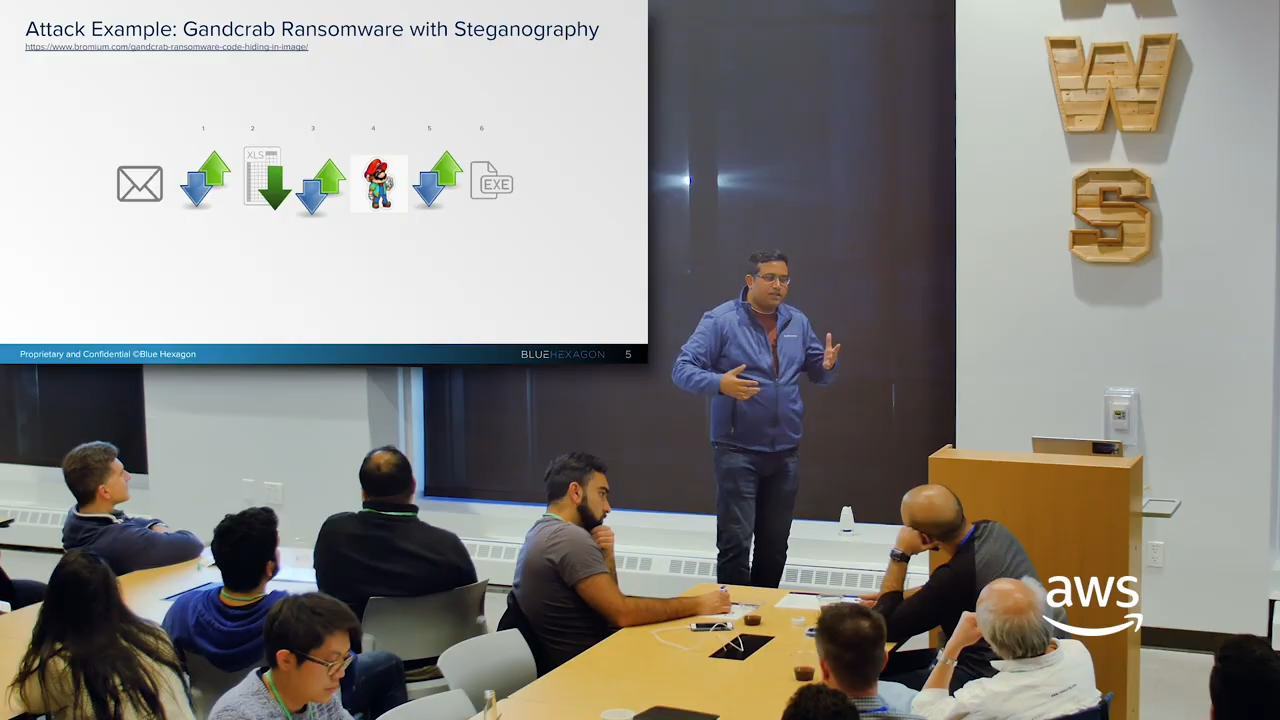 Attack Example: Gandcrab Ransomware with Steganography
https://www.bromium.com/gandcrab-ransomware-code-hiding-in-image/
1 2 3 4 5 6
XLS
EXE
Proprietary and Confidential ©Blue Hexagon
BLUEHEXAGON 5
W
S
aws